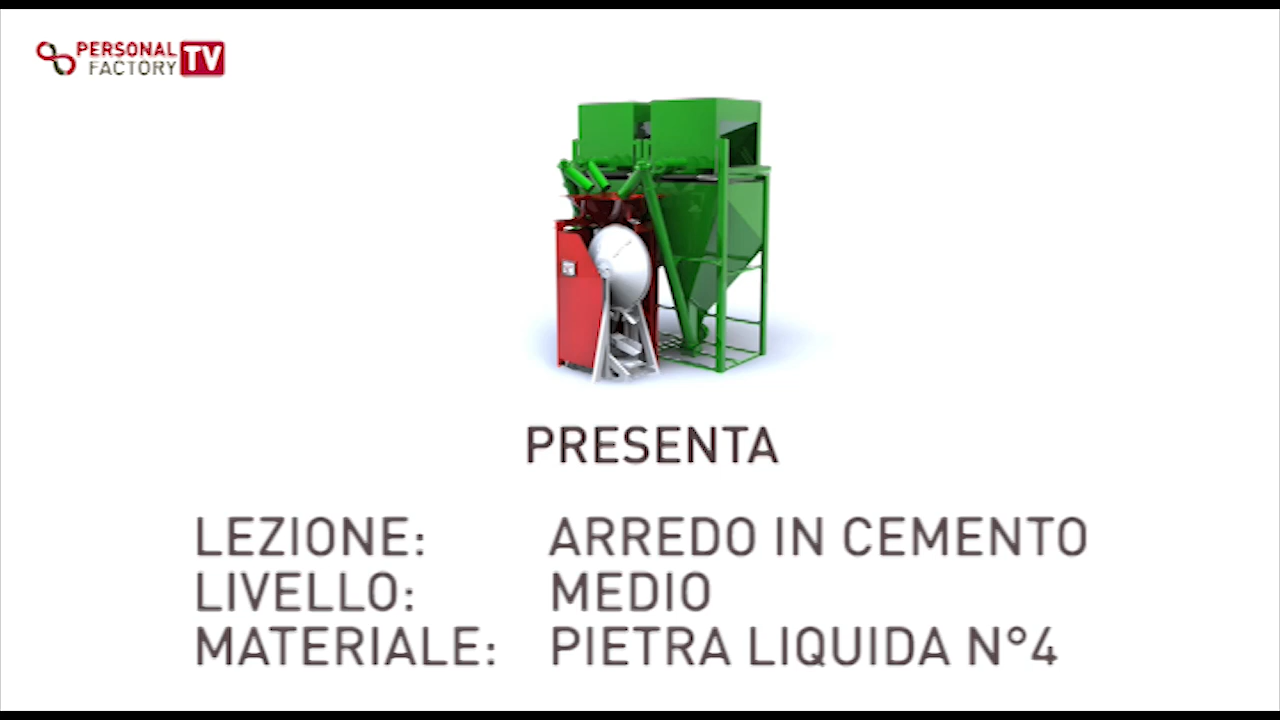 PERSONAL
FACTORY TV
PRESENTA
LEZIONE: ARREDO IN CEMENTO
LIVELLO: MEDIO
MATERIALE: PIETRA LIQUIDA N°4